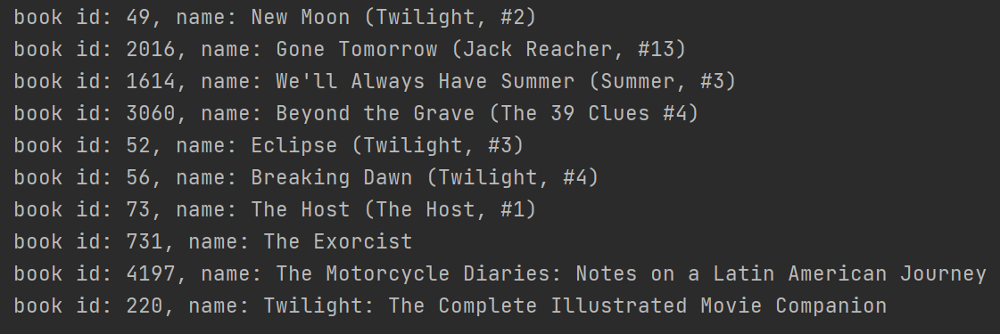 book id: 49, name: New Moon (Twilight, #2)
book id: 2016, name: Gone Tomorrow (Jack Reacher, #13)
book id: 1614, name: We'll Always Have Summer (Summer, #3)
book id: 3060, name: Beyond the Grave (The 39 Clues #4)
book id: 52, name: Eclipse (Twilight, #3)
book id: 56, name: Breaking Dawn (Twilight, #4)
book id: 73, name: The Host (The Host, #1)
book id: 731, name: The Exorcist
book id: 4197, name: The Motorcycle Diaries: Notes on a Latin American Journey
book id: 220, name: Twilight: The Complete Illustrated Movie Companion